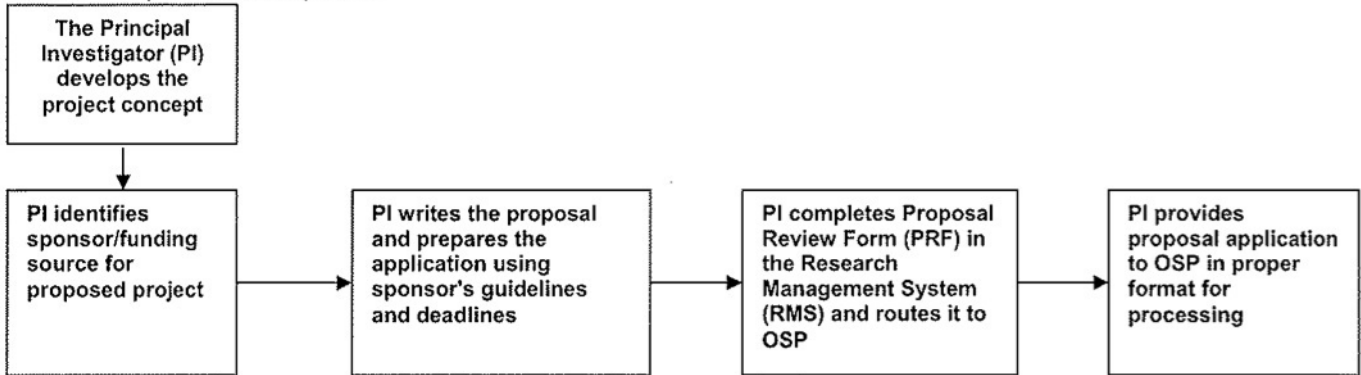 The Principal
Investigator (PI)
develops the
project concept
PI identifies
sponsor/funding
source for
proposed project
PI writes the proposal
and prepares the
application using
sponsor's guidelines
and deadlines
PI completes Proposal
Review Form (PRF) in
the Research
Management System
(RMS) and routes it to
OSP
PI provides
proposal application
to OSP in proper
format for
processing